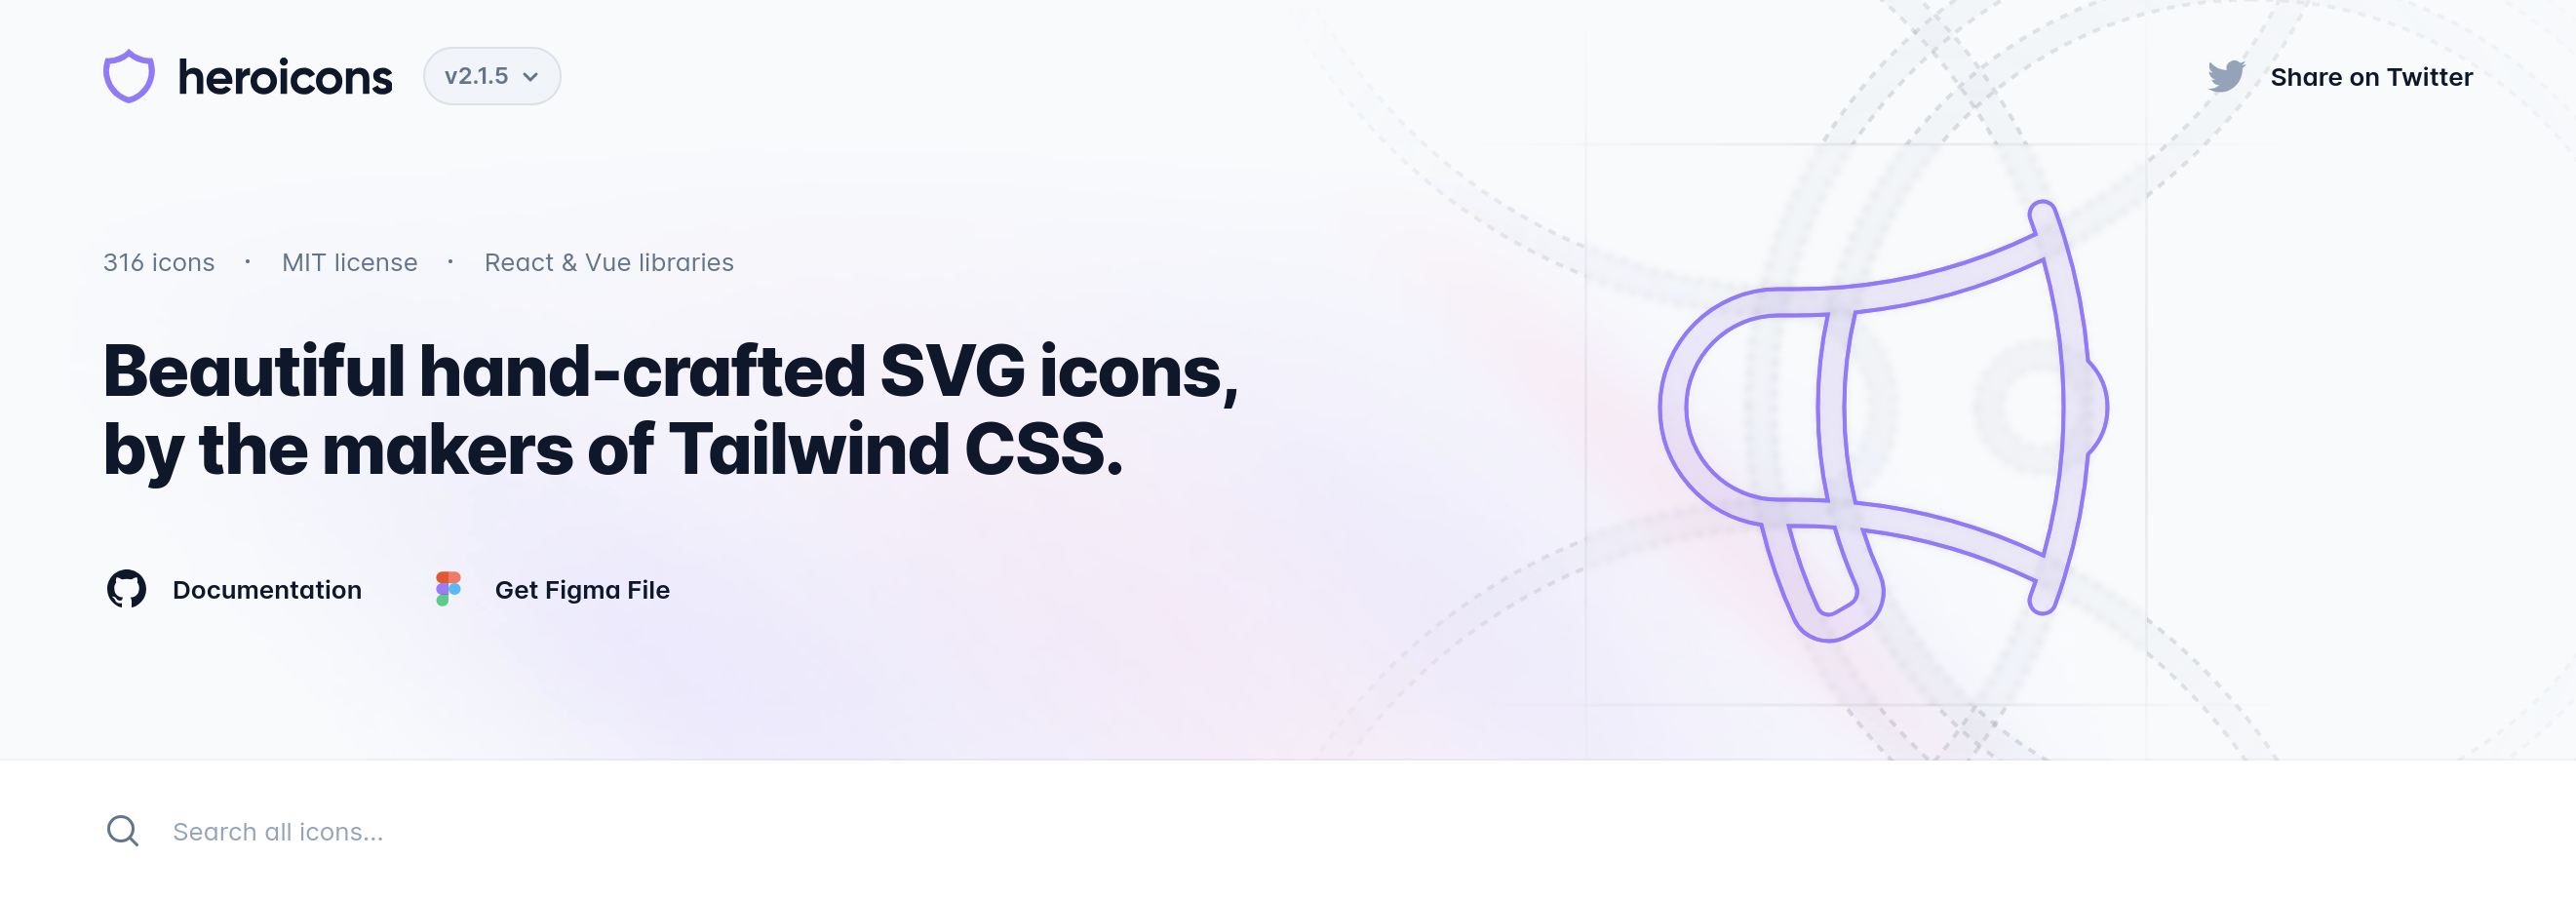 heroicons
v2.1.5
Share on Twitter
316 icons · MIT license · React & Vue libraries
Beautiful hand-crafted SVG icons,
by the makers of Tailwind CSS.
Documentation
Get Figma File
Search all icons...